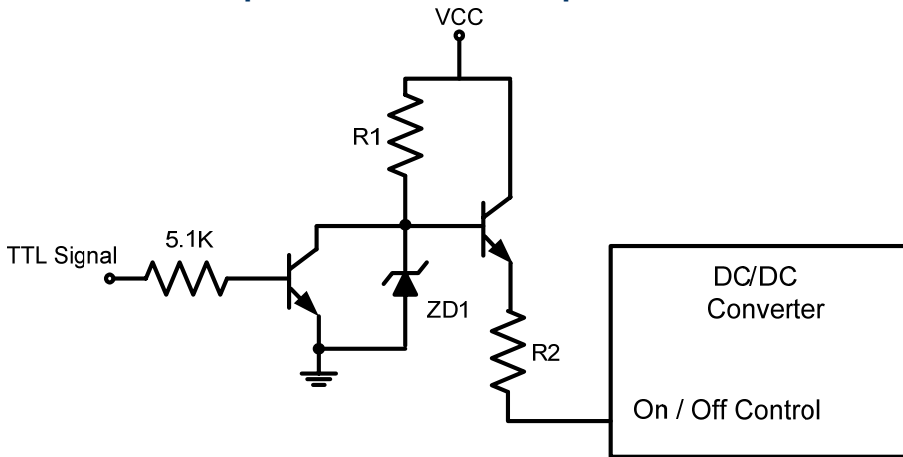 VCC
R1
TTL Signal
5.1K
ZD1
R2
DC/DC
Converter
On / Off Control